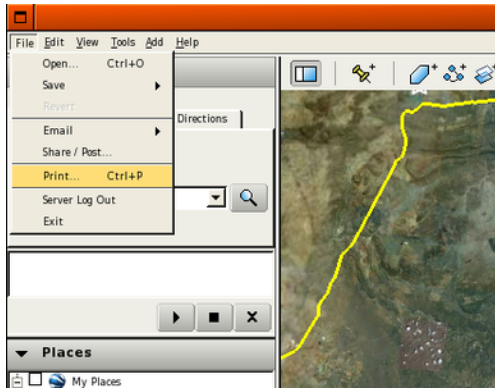 File Edit View Tools Add Help
Open... Ctrl+O
Save
Revert
Email
Share / Post...
Print... Ctrl+P
Server Log Out
Exit
Directions
Places
My Places